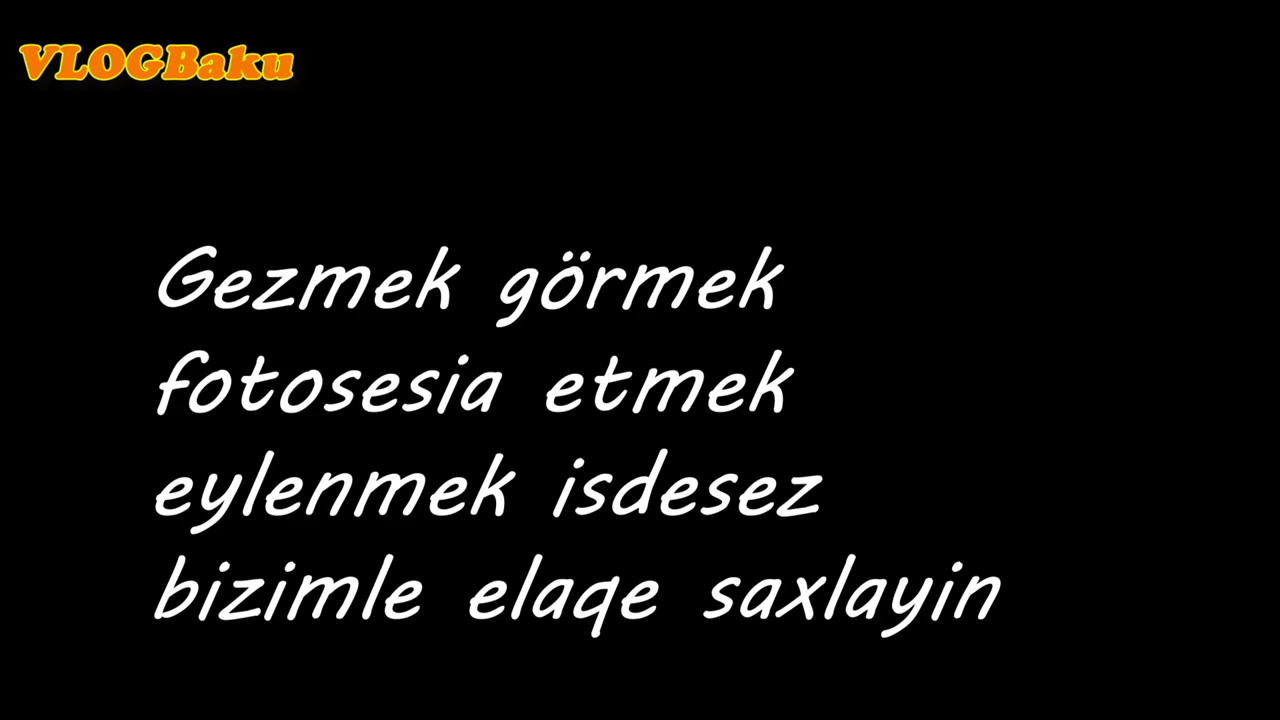 VLOGBaku
Gezmek görmek
fotosesia etmek
eylenmek isdesez
bizimle elaqe saxlayin